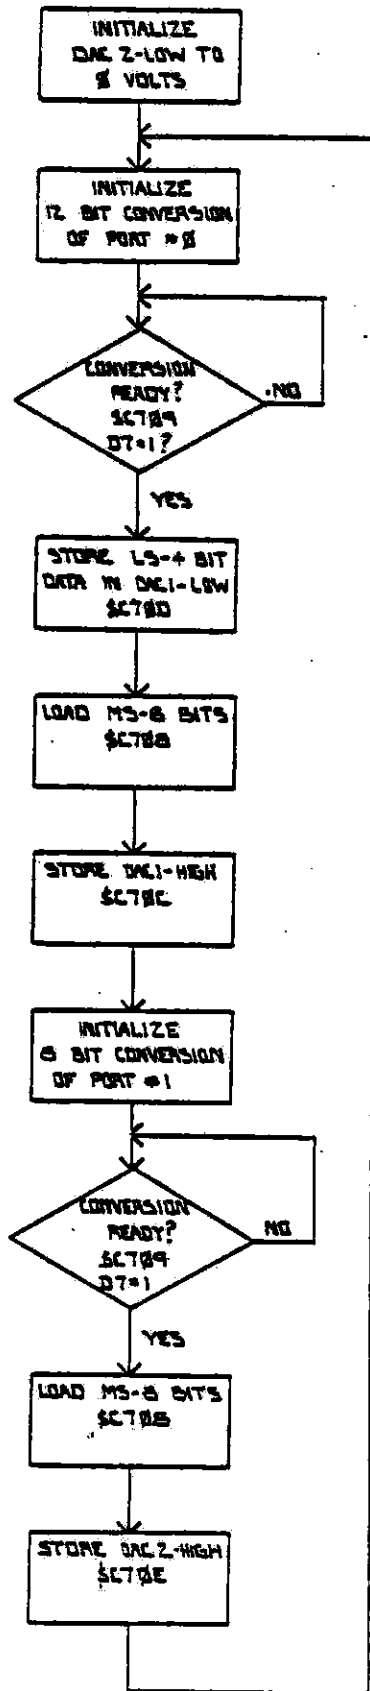 INITIALIZE
DAC 2-LOW TO
Ø VOLTS
INITIALIZE
12 BIT CONVERSION
OF PORT #Ø
CONVERSION
READY?
$C7Ø9
D7=1?
NO
YES
STORE LS-4 BIT
DATA IN DAC1-LOW
$C7ØD
LOAD MS-8 BITS
$C7Ø8
STORE DAC1-HIGH
$C7ØC
INITIALIZE
8 BIT CONVERSION
OF PORT #1
CONVERSION
READY?
$C7Ø9
D7=1
NO
YES
LOAD MS-8 BITS
$C7Ø8
STORE DAC 2-HIGH
$C7ØE